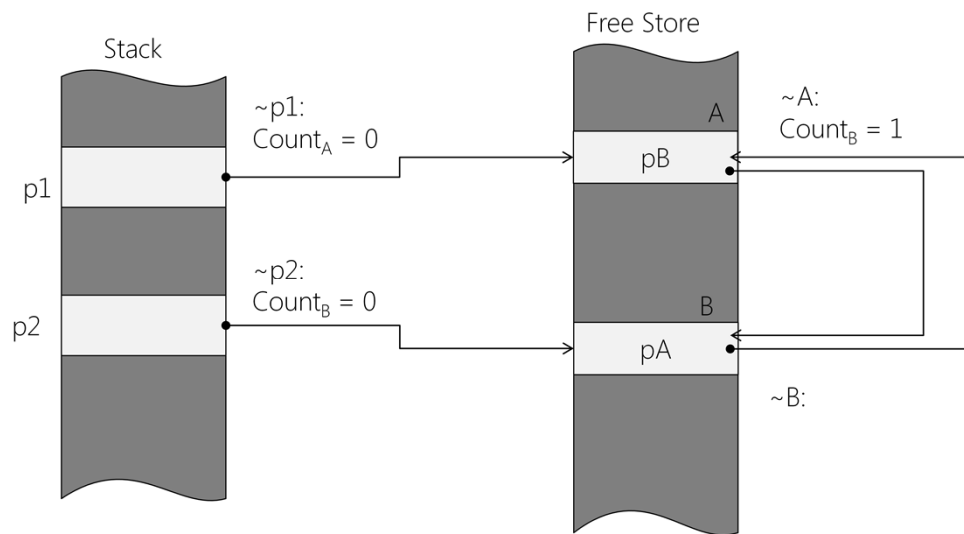 Free Store
Stack
~p1:
Count_A = 0
A
~A:
Count_B = 1
pB
p1
~p2:
Count_B = 0
B
p2
pA
~B: